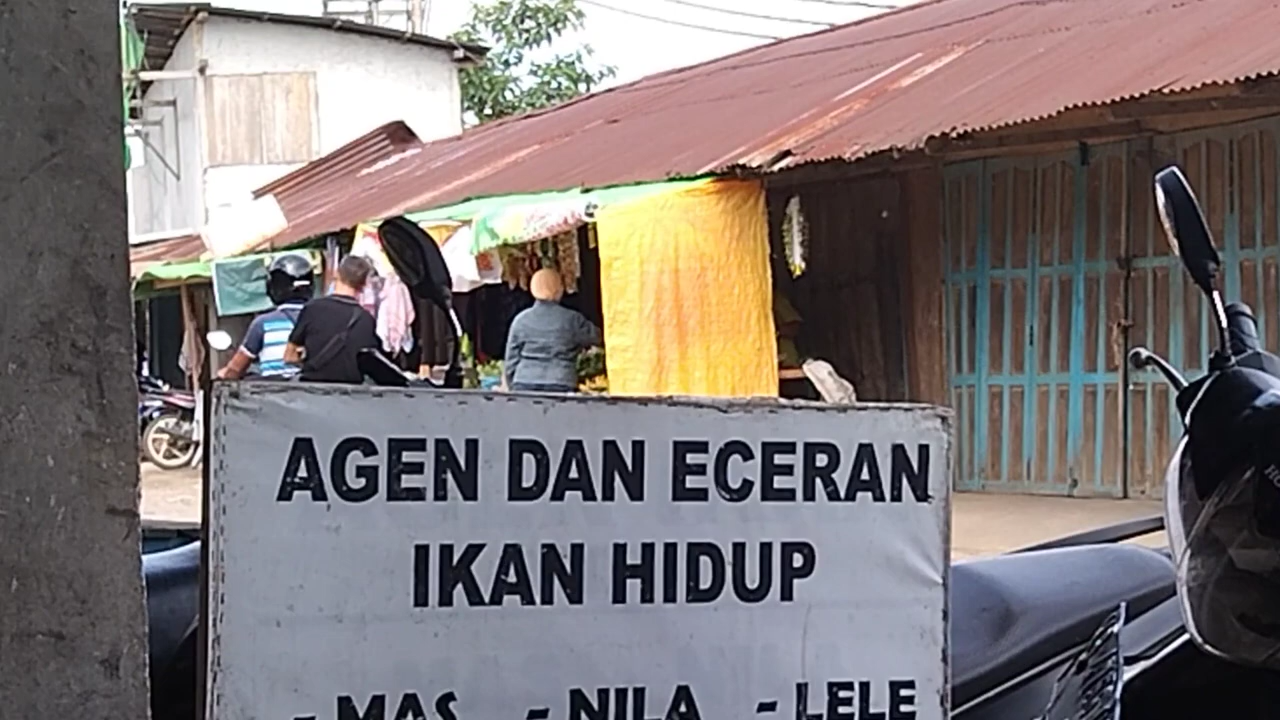 AGEN DAN ECERAN
IKAN HIDUP
- MAS - NILA - LELE